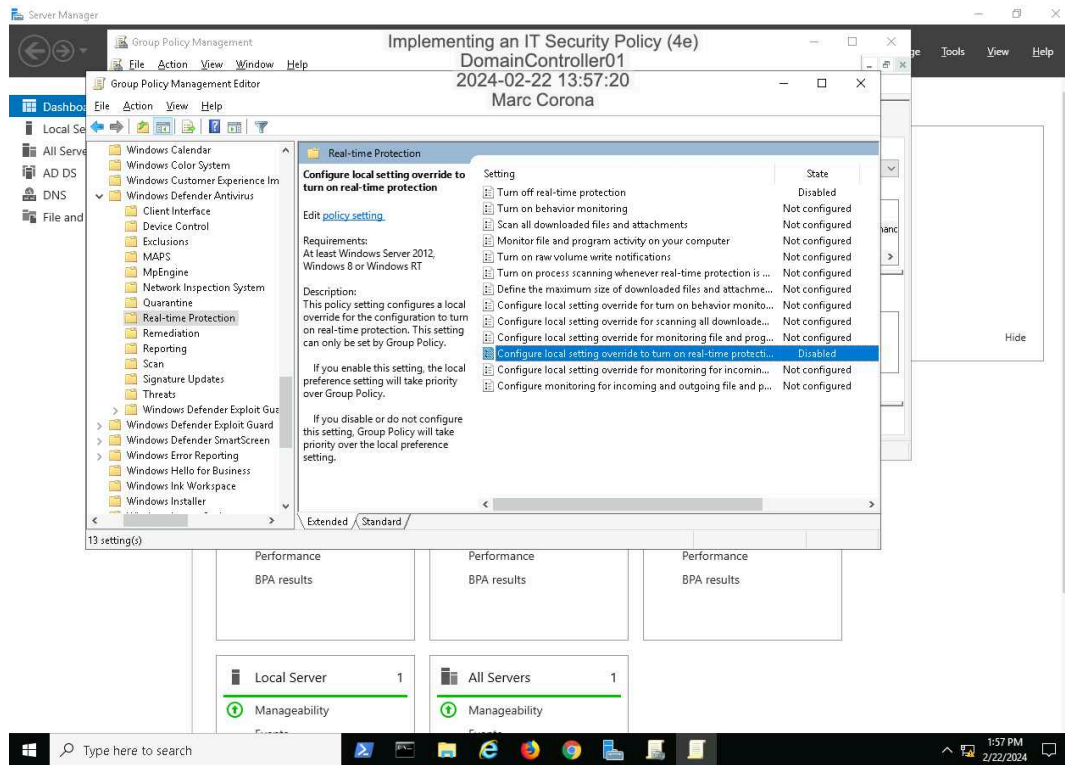 Server Manager
Group Policy Management
Implementing an IT Security Policy (4e)
File Action View Window Help
DomainController01
Tools View Help
Group Policy Management Editor
2024-02-22 13:57:20
Marc Corona
File Action View Help
Dashbo
Local Se
All Serve
AD DS
DNS
File and
Windows Calendar
Windows Color System
Windows Customer Experience Im
Windows Defender Antivirus
Client Interface
Device Control
Exclusions
MAPS
MpEngine
Network Inspection System
Quarantine
Real-time Protection
Remediation
Reporting
Scan
Signature Updates
Threats
Windows Defender Exploit Gua
Windows Defender Exploit Guard
Windows Defender SmartScreen
Windows Error Reporting
Windows Hello for Business
Windows Ink Workspace
Windows Installer
Real-time Protection
Configure local setting override to
turn on real-time protection
Edit policy setting
Requirements:
At least Windows Server 2012,
Windows 8 or Windows RT
Description:
This policy setting configures a local
override for the configuration to turn
on real-time protection. This setting
can only be set by Group Policy.
If you enable this setting, the local
preference setting will take priority
over Group Policy.
If you disable or do not configure
this setting, Group Policy will take
priority over the local preference
setting.
Setting State
Turn off real-time protection Disabled
Turn on behavior monitoring Not configured
Scan all downloaded files and attachments Not configured
Monitor file and program activity on your computer Not configured
Turn on raw volume write notifications Not configured
Turn on process scanning whenever real-time protection is ... Not configured
Define the maximum size of downloaded files and attachme... Not configured
Configure local setting override for turn on behavior monito... Not configured
Configure local setting override for scanning all downloade... Not configured
Configure local setting override for monitoring file and prog... Not configured
Configure local setting override to turn on real-time protecti... Disabled
Configure local setting override for monitoring for incomin... Not configured
Configure monitoring for incoming and outgoing file and p... Not configured
Hide
Extended Standard
13 setting(s)
Performance
BPA results
Performance
BPA results
Performance
BPA results
Local Server 1
Manageability
All Servers 1
Manageability
Type here to search
1:57 PM
2/22/2024